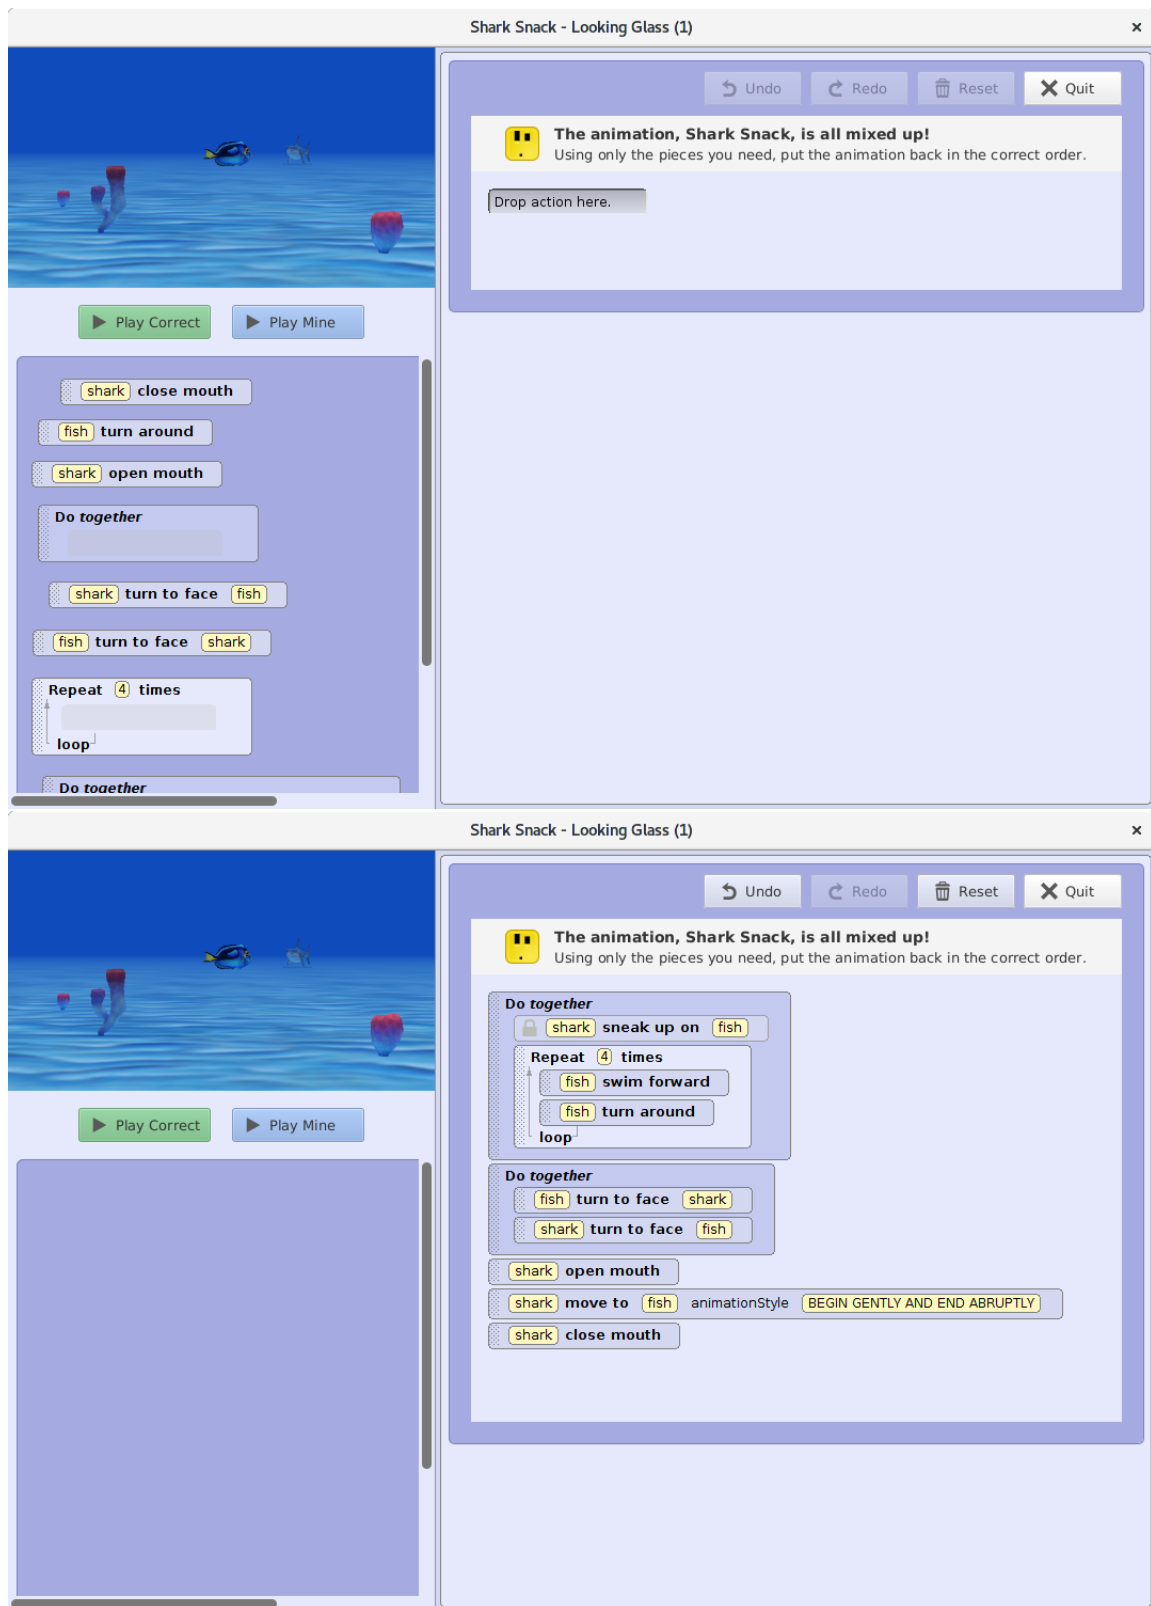 Shark Snack - Looking Glass (1) ×
Undo Redo Reset Quit
The animation, Shark Snack, is all mixed up!
Using only the pieces you need, put the animation back in the correct order.
Drop action here.
Play Correct Play Mine
shark close mouth
fish turn around
shark open mouth
Do together
shark turn to face fish
fish turn to face shark
Repeat 4 times
loop
Do together
Shark Snack - Looking Glass (1) ×
Undo Redo Reset Quit
The animation, Shark Snack, is all mixed up!
Using only the pieces you need, put the animation back in the correct order.
Play Correct Play Mine
Do together
shark sneak up on fish
Repeat 4 times
fish swim forward
fish turn around
loop
Do together
fish turn to face shark
shark turn to face fish
shark open mouth
shark move to fish animationStyle BEGIN GENTLY AND END ABRUPTLY
shark close mouth